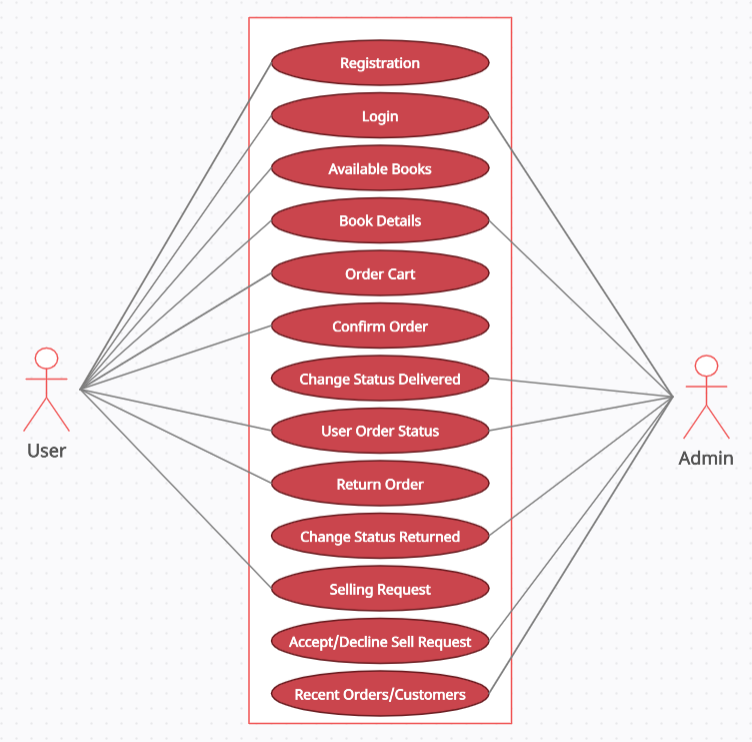 Registration
Login
Available Books
Book Details
Order Cart
Confirm Order
Change Status Delivered
User Order Status
Return Order
Change Status Returned
Selling Request
Accept/Decline Sell Request
Recent Orders/Customers
User
Admin